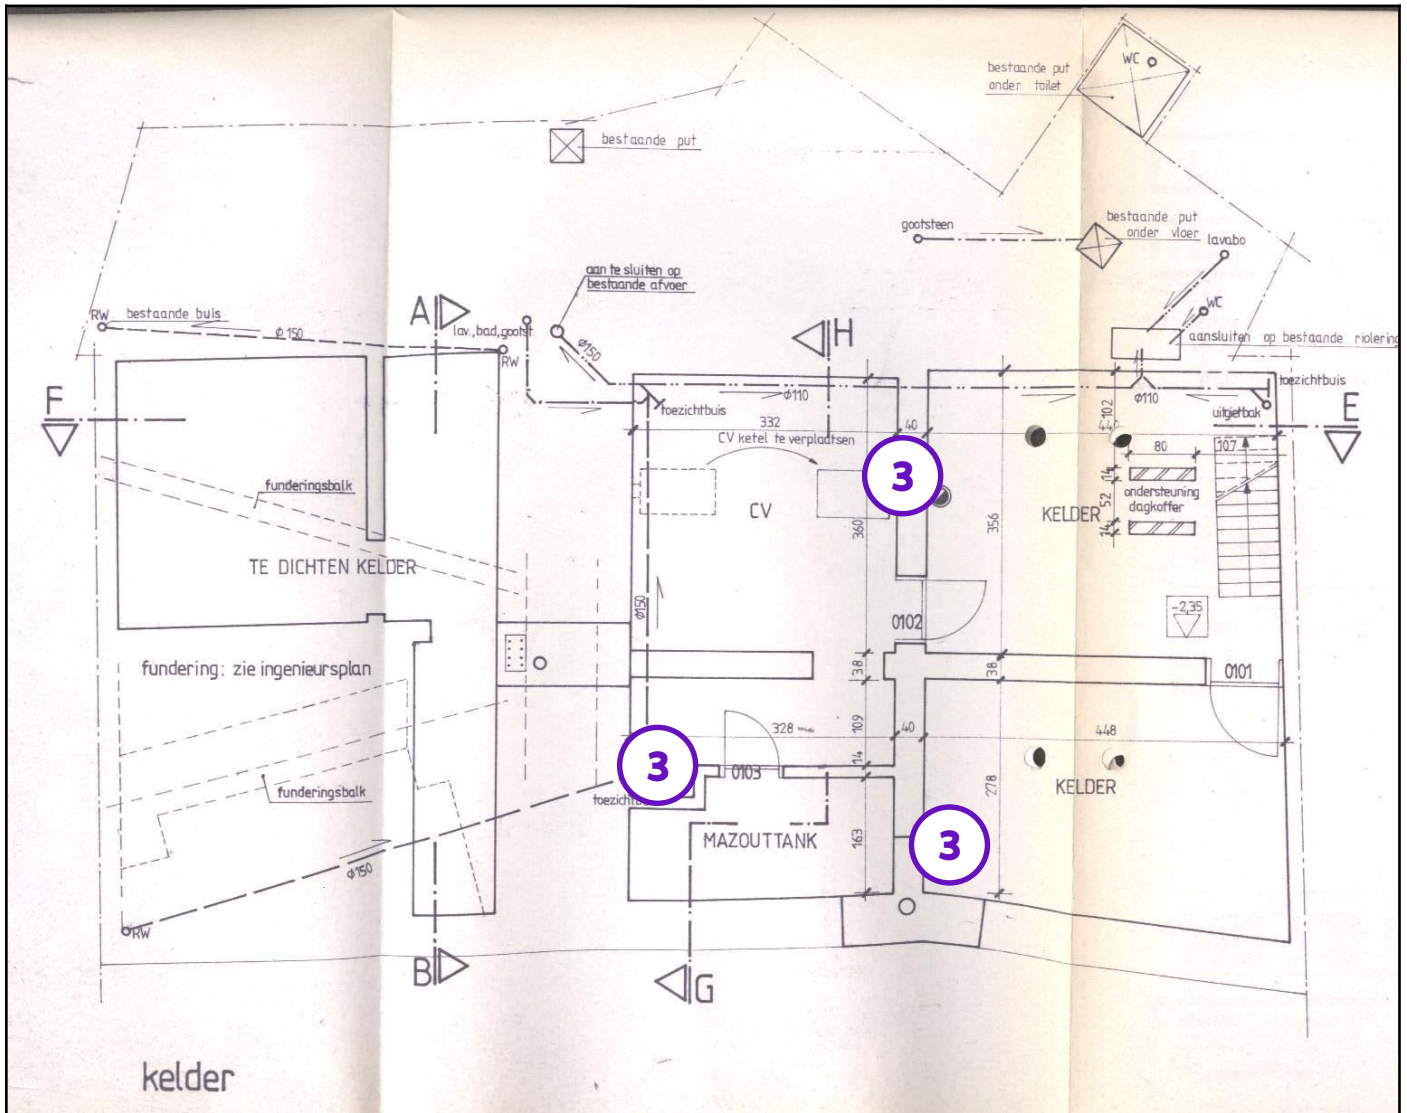 WC
bestaande put
onder toilet
bestaande put
gootsteen
bestaande put
onder vloer
lavabo
aan te sluiten op
bestaande afvoer
RW
bestaande buis
ø150
A
lav., bad, gootst.
RW
ø150
H
WC
aansluiten op bestaande riolering
F
ø110
toezichtbuis
ø110
102
toezichtbuis
uitgietbak
E
332
40
CV ketel te verplaatsen
80
107
3
funderingsbalk
CV
360
356
KELDER
14
52
14
ondersteuning
dagkoffer
TE DICHTEN KELDER
ø150
0102
-2,35
fundering: zie ingenieursplan
38
38
0101
328
109
40
448
3
0103
14
funderingsbalk
278
KELDER
MAZOUTTANK
163
3
ø150
RW
B
G
kelder